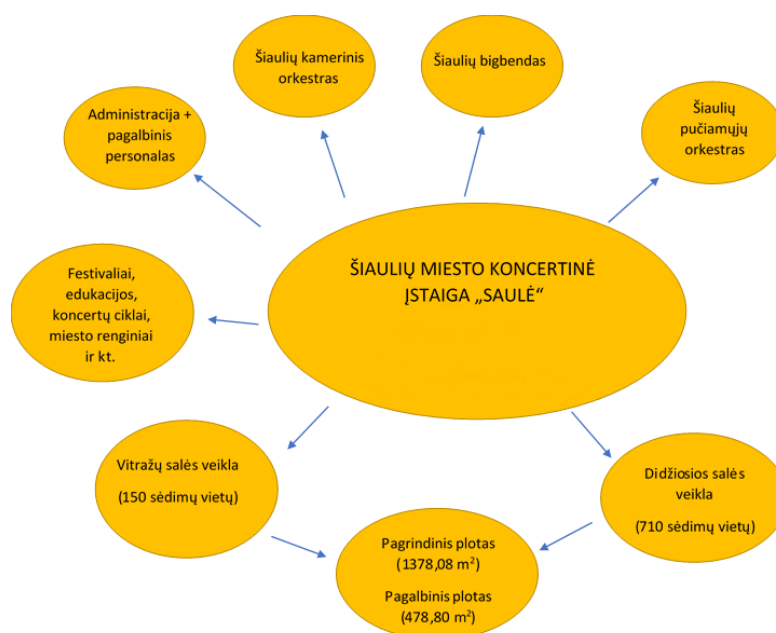 Šiaulių kamerinis
orkestras
Šiaulių bigbendas
Administracija +
pagalbinis
personalas
Šiaulių
pučiamųjų
orkestras
ŠIAULIŲ MIESTO KONCERTINĖ
ĮSTAIGA „SAULĖ“
Festivaliai,
edukacijos,
koncertų ciklai,
miesto renginiai
ir kt.
Vitražų salės veikla
(150 sėdimų vietų)
Didžiosios salės
veikla
(710 sėdimų vietų)
Pagrindinis plotas
(1378,08 m²)
Pagalbinis plotas
(478,80 m²)